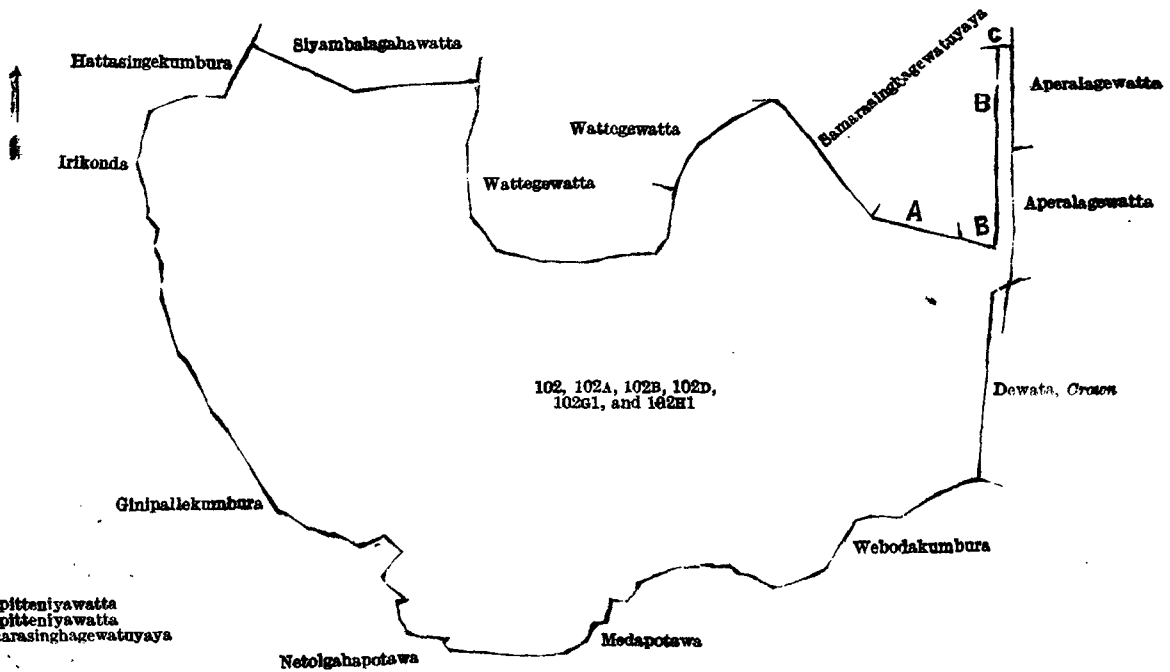 Samarasinghagewatuyaya
C
Siyambalagahawatta
Hattasingekumbura
Aperalagewatta
B
Wattegewatta
Irikonda
Wattegewatta
Aperalagewatta
A
B
102, 102A, 102B, 102D,
102G1, and 102H1
Dewata, Crown
Ginipallekumbura
Webodakumbura
pitteniyawatta
pitteniyawatta
arasinghagewatuyaya
Medapotawa
Netolgahapotawa